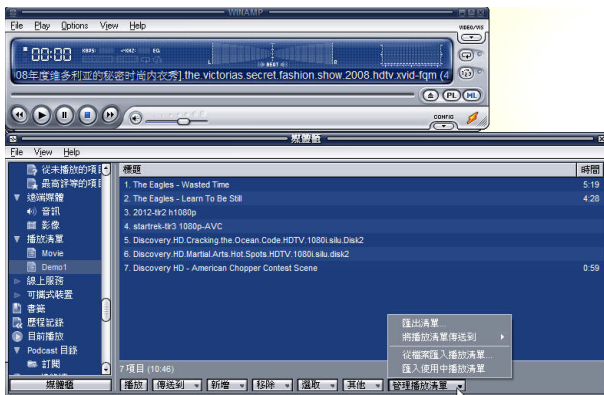 WINAMP
File Play Options View Help
VIDEO/VIS
00:00 KBPS: KHZ: EQ
L R
BEAT
08年度维多利亚的秘密时尚内衣秀].the victorias.secret.fashion.show.2008.hdtv.xvid-fqm (4
PL ML
CONFIG
媒體櫃
File View Help
從未播放的項目
最高評等的項目
遠端媒體
音訊
影像
播放清單
Movie
Demo1
線上服務
可攜式裝置
書籤
歷程記錄
目前播放
Podcast 目錄
訂閱
媒體櫃
標題 時間
1. The Eagles - Wasted Time 5:19
2. The Eagles - Learn To Be Still 4:28
3. 2012-tlr2 h1080p
4. startrek-tlr3 1080p-AVC
5. Discovery.HD.Cracking.the.Ocean.Code.HDTV.1080i.silu.Disk2
6. Discovery.HD.Martial.Arts.Hot.Spots.HDTV.1080i.silu.disk2
7. Discovery HD - American Chopper Contest Scene 0:59
匯出清單...
將播放清單傳送到
從檔案匯入播放清單...
匯入使用中播放清單
7 項目 (10:46)
播放 傳送到 新增 移除 選取 其他 管理播放清單